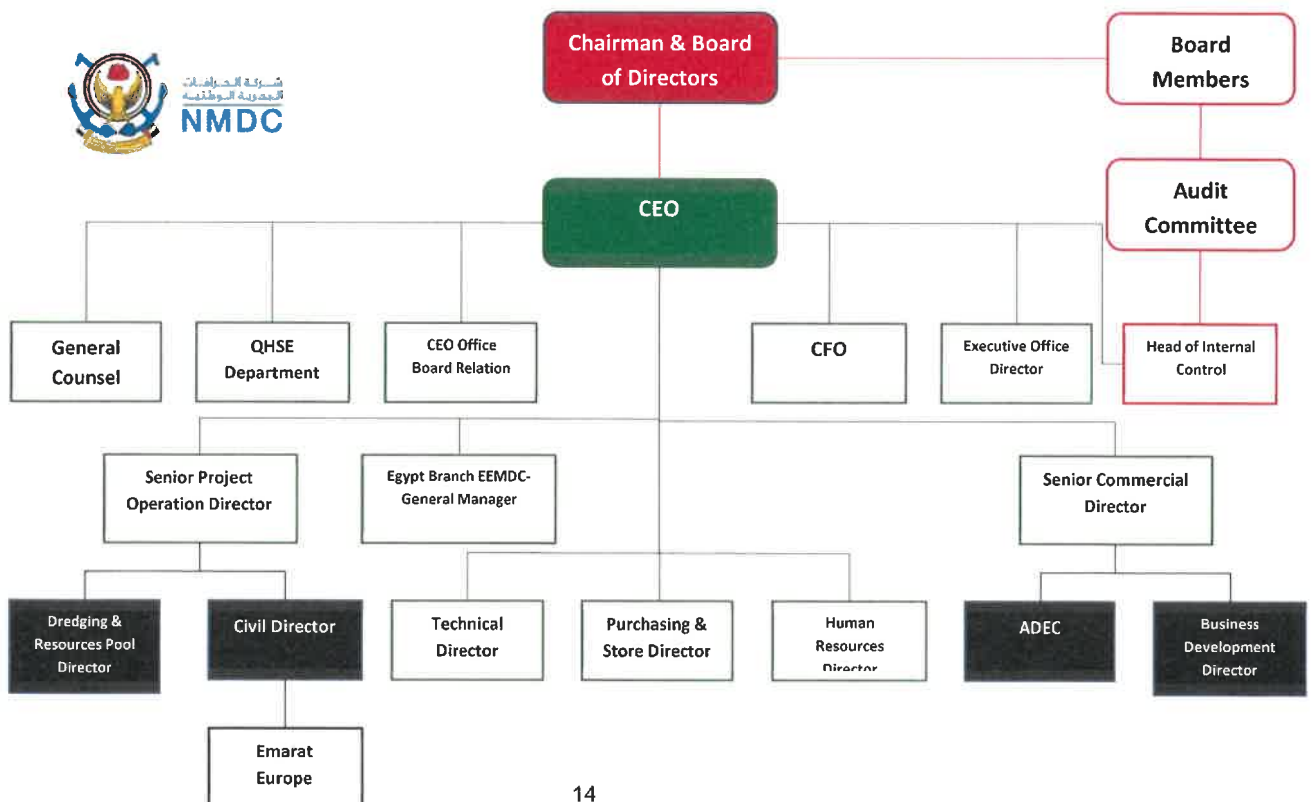 Chairman & Board
of Directors
Board
Members
شركة الجرافات
البحرية الوطنية
NMDC
CEO
Audit
Committee
General
Counsel
QHSE
Department
CEO Office
Board Relation
CFO
Executive Office
Director
Head of Internal
Control
Senior Project
Operation Director
Egypt Branch EEMDC-
General Manager
Senior Commercial
Director
Dredging &
Resources Pool
Director
Civil Director
Technical
Director
Purchasing &
Store Director
Human
Resources
Director
ADEC
Business
Development
Director
Emarat
Europe
14